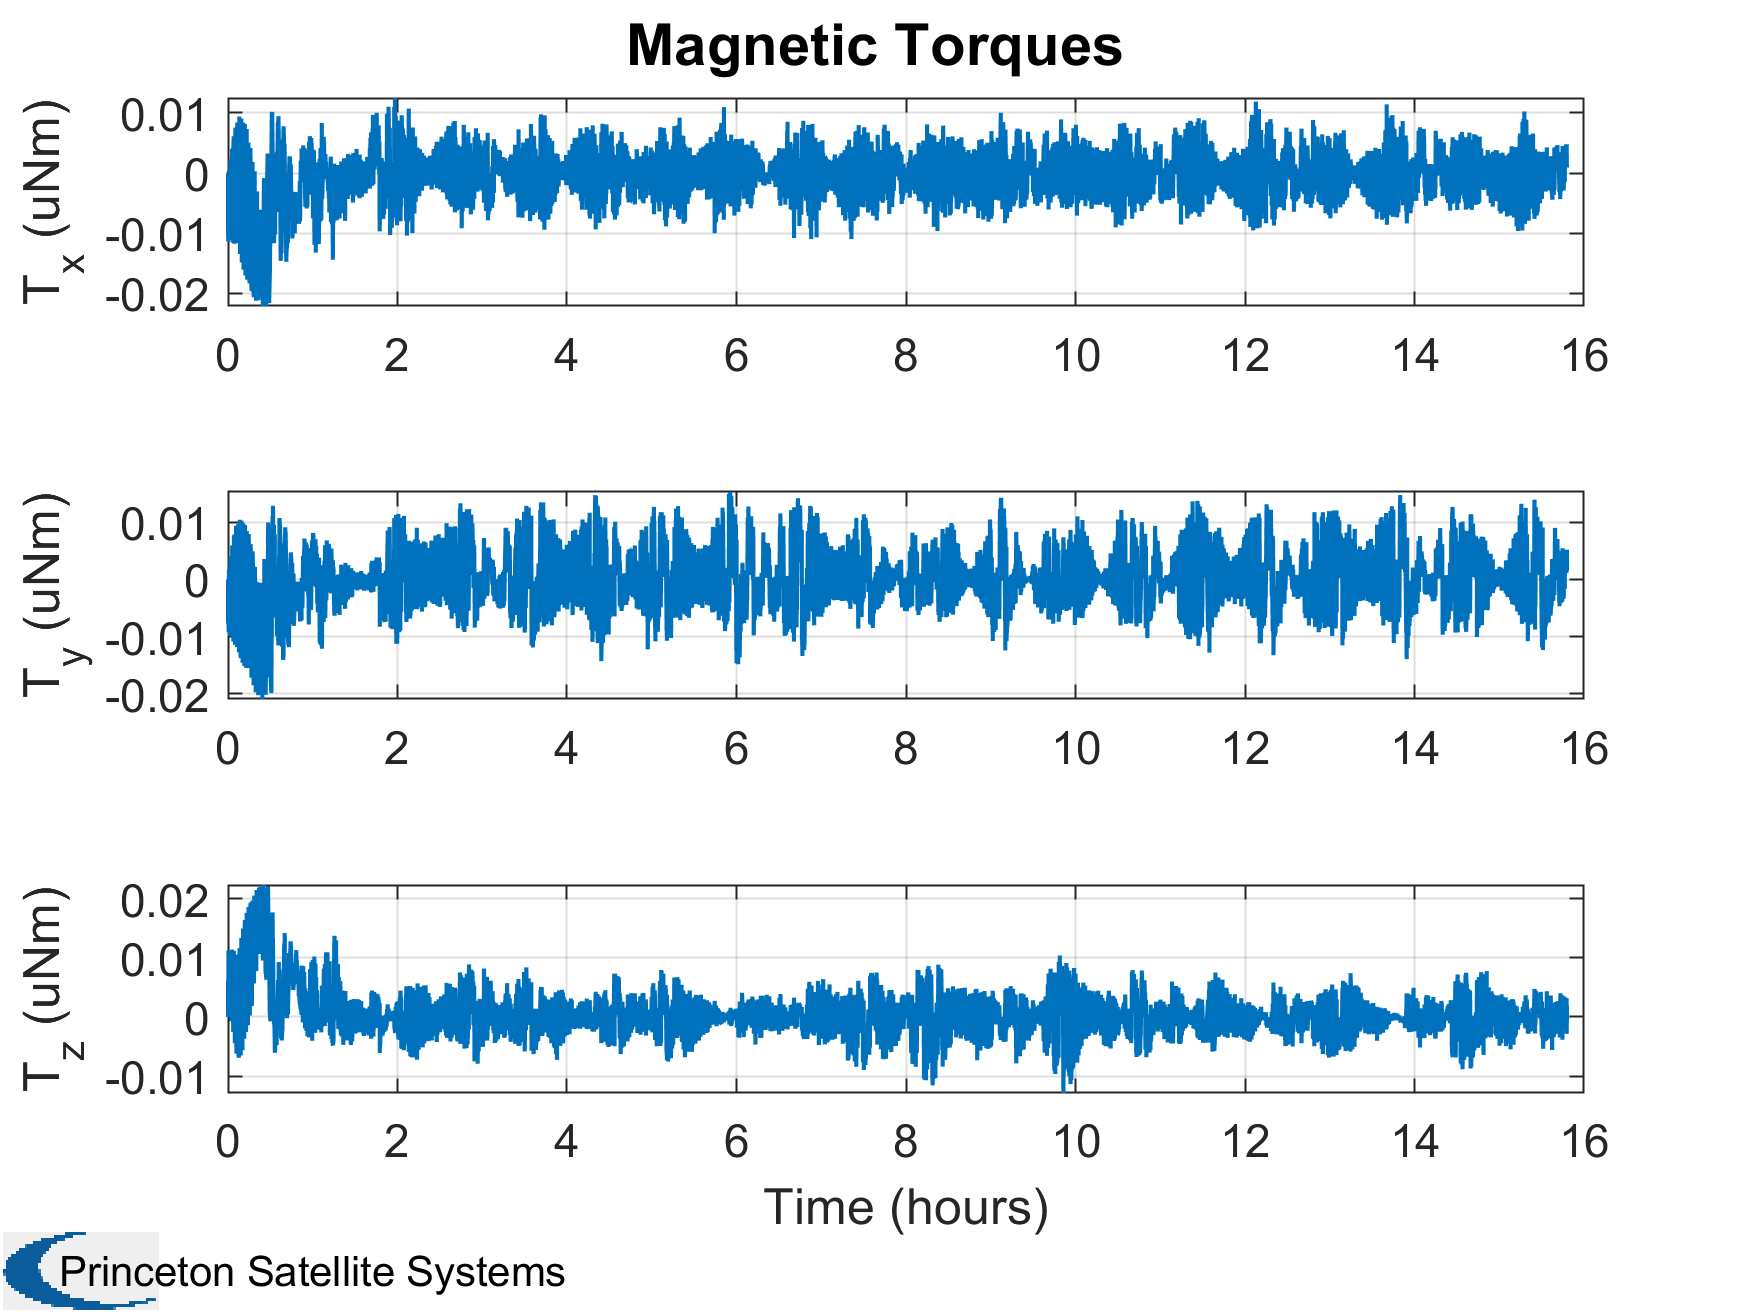 Magnetic Torques
T_x (uNm)
0.01
0
-0.01
-0.02
0 2 4 6 8 10 12 14 16
T_y (uNm)
0.01
0
-0.01
-0.02
0 2 4 6 8 10 12 14 16
T_z (uNm)
0.02
0.01
0
-0.01
0 2 4 6 8 10 12 14 16
Time (hours)
Princeton Satellite Systems